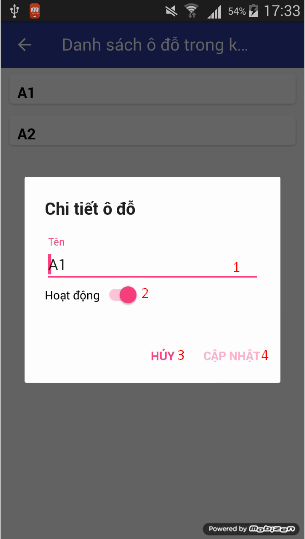 54% 17:33
Danh sách ô đỗ trong k...
A1
A2
Chi tiết ô đỗ
Tên
A1 1
Hoạt động 2
HỦY 3 CẬP NHẬT 4
Powered by Mobizen